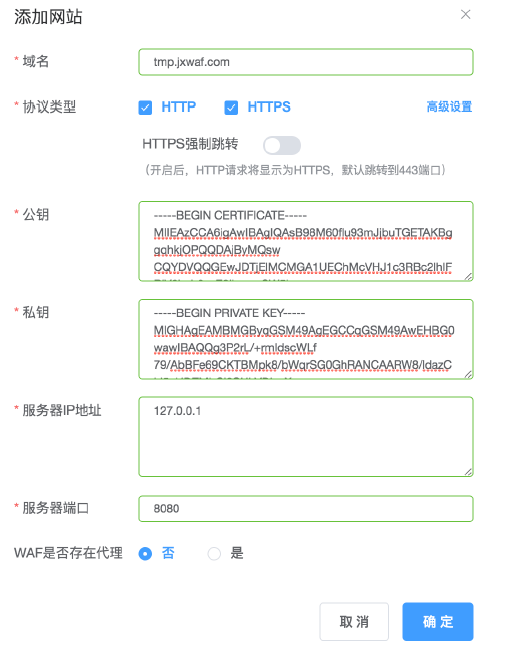 添加网站
* 域名
tmp.jxwaf.com
* 协议类型
HTTP HTTPS 高级设置
HTTPS强制跳转
（开启后，HTTP请求将显示为HTTPS，默认跳转到443端口）
* 公钥
-----BEGIN CERTIFICATE-----
MIIEAzCCA6igAwIBAgIQAsB98M60flu93mJjbuTGETAKBg
gqhkjOPQQDAjByMQsw
CQYDVQQGEwJDTjElMCMGA1UEChMcVHJ1c3RBc2lhIF
* 私钥
-----BEGIN PRIVATE KEY-----
MIGHAgEAMBMGByqGSM49AgEGCCqGSM49AwEHBG0
wawIBAQQg3P2rL/+rmIdscWLf
79/AbBFe69CKTBMpk8/bWqrSG0GhRANCAARW8/IdazC
* 服务器IP地址
127.0.0.1
* 服务器端口
8080
WAF是否存在代理
否 是
取 消 确 定